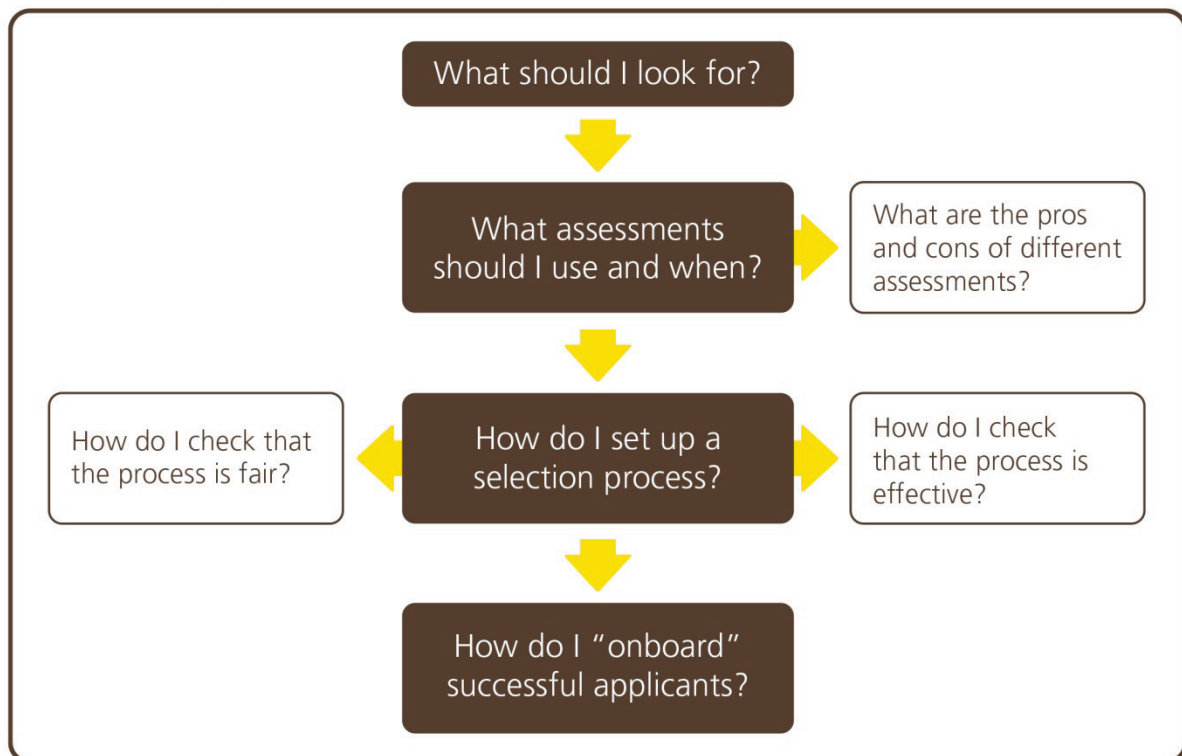 What should I look for?
What assessments
should I use and when?
What are the pros
and cons of different
assessments?
How do I check that
the process is fair?
How do I set up a
selection process?
How do I check
that the process is
effective?
How do I “onboard”
successful applicants?